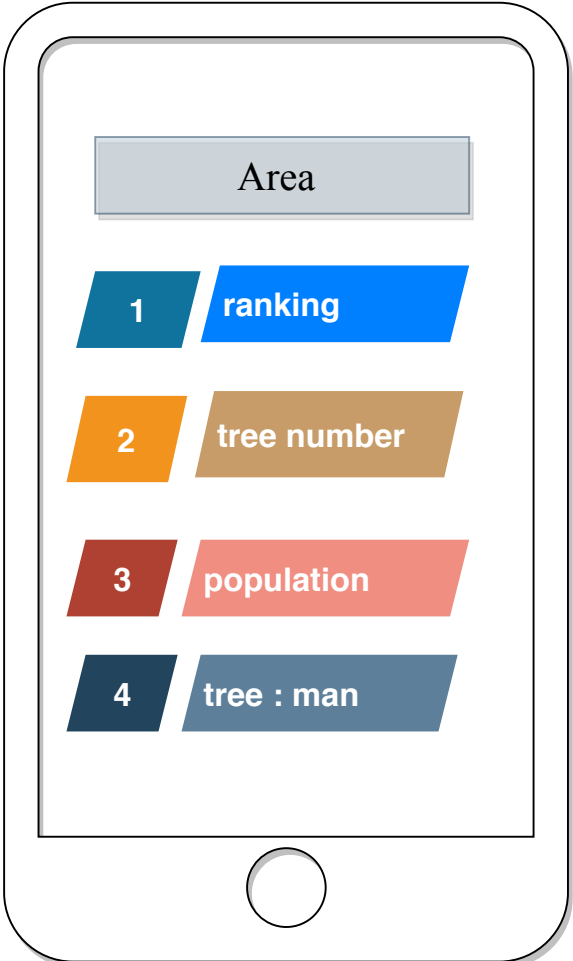 Area
1 ranking
2 tree number
3 population
4 tree : man